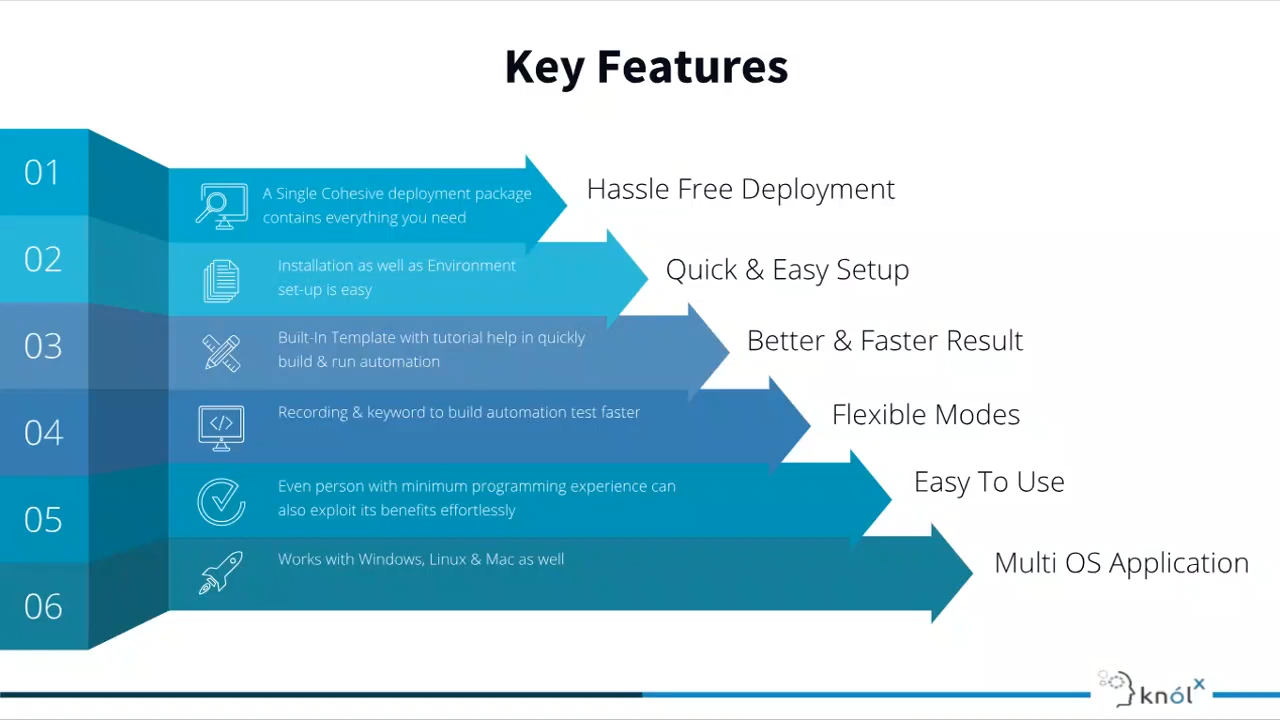 Key Features
01
A Single Cohesive deployment package
contains everything you need
Hassle Free Deployment
02
Installation as well as Environment
set-up is easy
Quick & Easy Setup
03
Built-In Template with tutorial help in quickly
build & run automation
Better & Faster Result
04
Recording & keyword to build automation test faster
Flexible Modes
05
Even person with minimum programming experience can
also exploit its benefits effortlessly
Easy To Use
06
Works with Windows, Linux & Mac as well
Multi OS Application
knólx